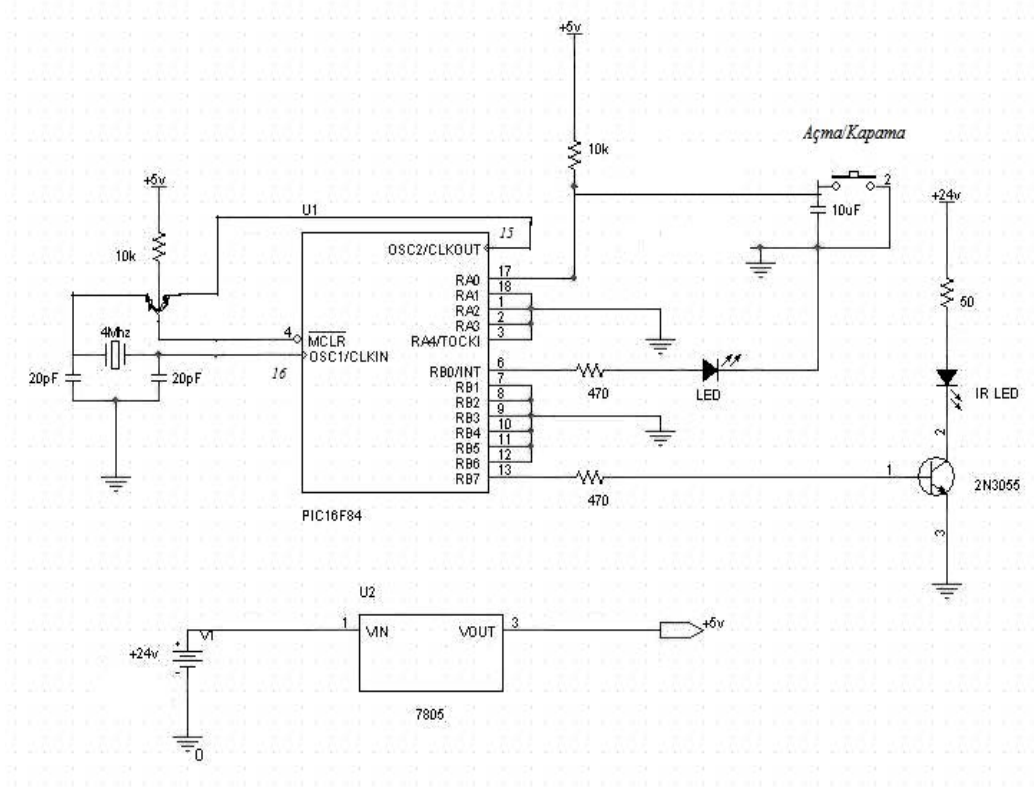 +5v
10k
Açma/Kapama
2
10uF
+24v
50
IR LED
2
1
2N3055
3
+5v
10k
U1
15
OSC2/CLKOUT
17
RA0
18
RA1
1
RA2
2
RA3
3
RA4/TOCKI
4
MCLR
OSC1/CLKIN
16
4Mhz
20pF
20pF
6
RB0/INT
7
RB1
8
RB2
9
RB3
10
RB4
11
RB5
12
RB6
13
RB7
470
LED
470
PIC16F84
U2
1
VIN
VOUT
3
+5v
7805
V1
+24v
+
-
0